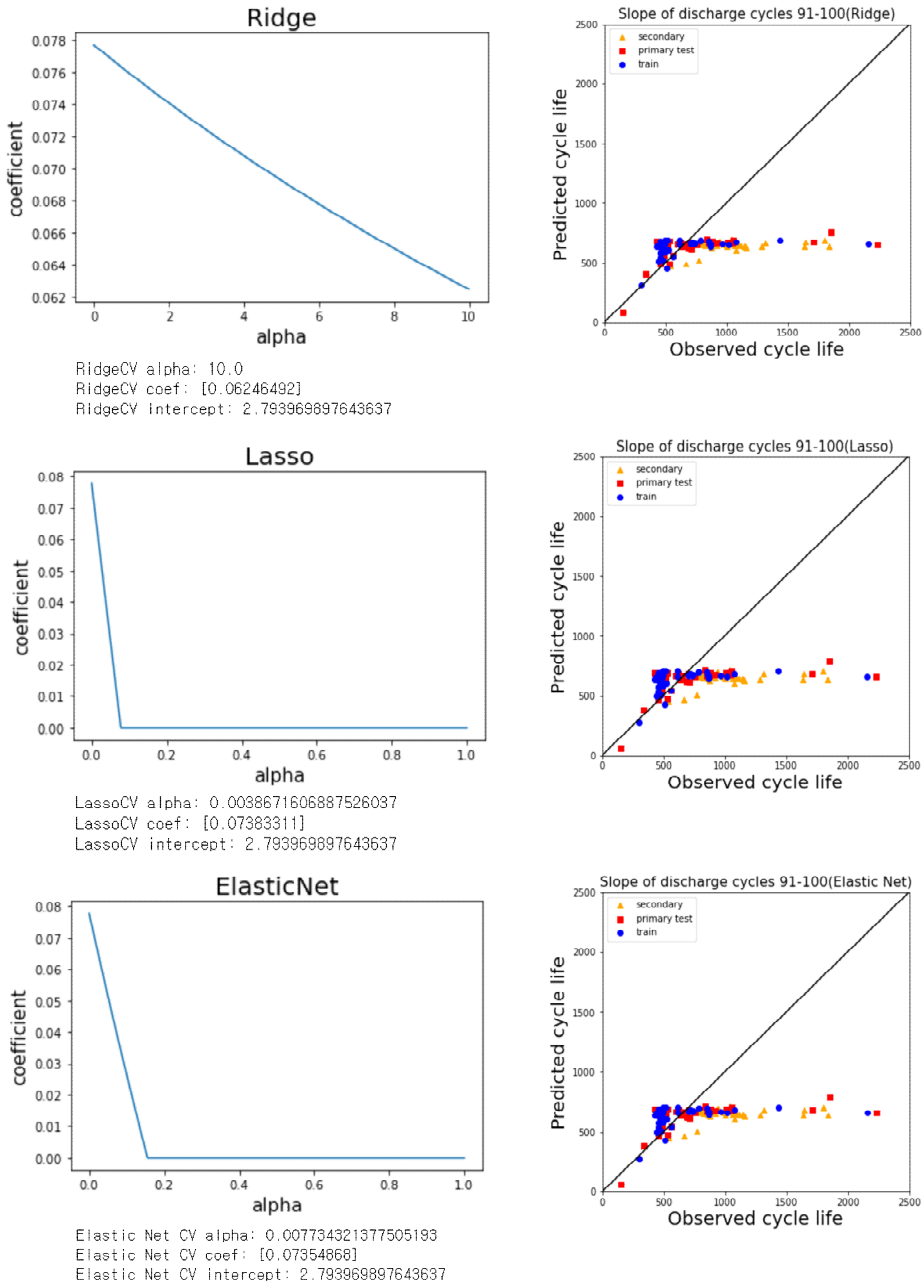 Ridge
0.078
0.076
0.074
0.072
0.070
0.068
0.066
0.064
0.062
coefficient
0 2 4 6 8 10
alpha
RidgeCV alpha: 10.0
RidgeCV coef: [0.06246492]
RidgeCV intercept: 2.793969897643637
Slope of discharge cycles 91-100(Ridge)
secondary
primary test
train
2500
2000
1500
1000
500
0
Predicted cycle life
0 500 1000 1500 2000 2500
Observed cycle life
Lasso
0.08
0.07
0.06
0.05
0.04
0.03
0.02
0.01
0.00
coefficient
0.0 0.2 0.4 0.6 0.8 1.0
alpha
LassoCV alpha: 0.0038671606887526037
LassoCV coef: [0.07383311]
LassoCV intercept: 2.793969897643637
Slope of discharge cycles 91-100(Lasso)
secondary
primary test
train
2500
2000
1500
1000
500
0
Predicted cycle life
0 500 1000 1500 2000 2500
Observed cycle life
ElasticNet
0.08
0.07
0.06
0.05
0.04
0.03
0.02
0.01
0.00
coefficient
0.0 0.2 0.4 0.6 0.8 1.0
alpha
Elastic Net CV alpha: 0.007734321377505193
Elastic Net CV coef: [0.07354868]
Elastic Net CV intercept: 2.793969897643637
Slope of discharge cycles 91-100(Elastic Net)
secondary
primary test
train
2500
2000
1500
1000
500
0
Predicted cycle life
0 500 1000 1500 2000 2500
Observed cycle life